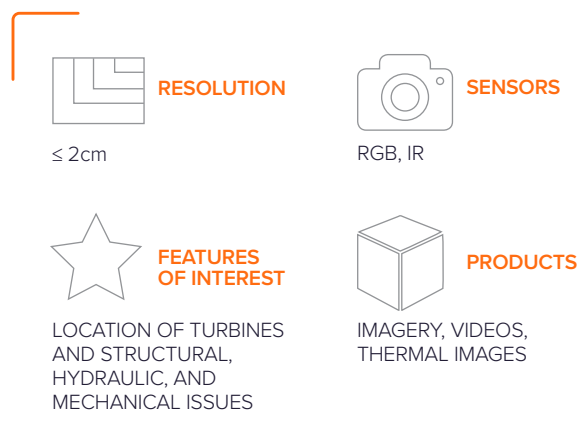 RESOLUTION
≤ 2cm
SENSORS
RGB, IR
FEATURES
OF INTEREST
LOCATION OF TURBINES
AND STRUCTURAL,
HYDRAULIC, AND
MECHANICAL ISSUES
PRODUCTS
IMAGERY, VIDEOS,
THERMAL IMAGES